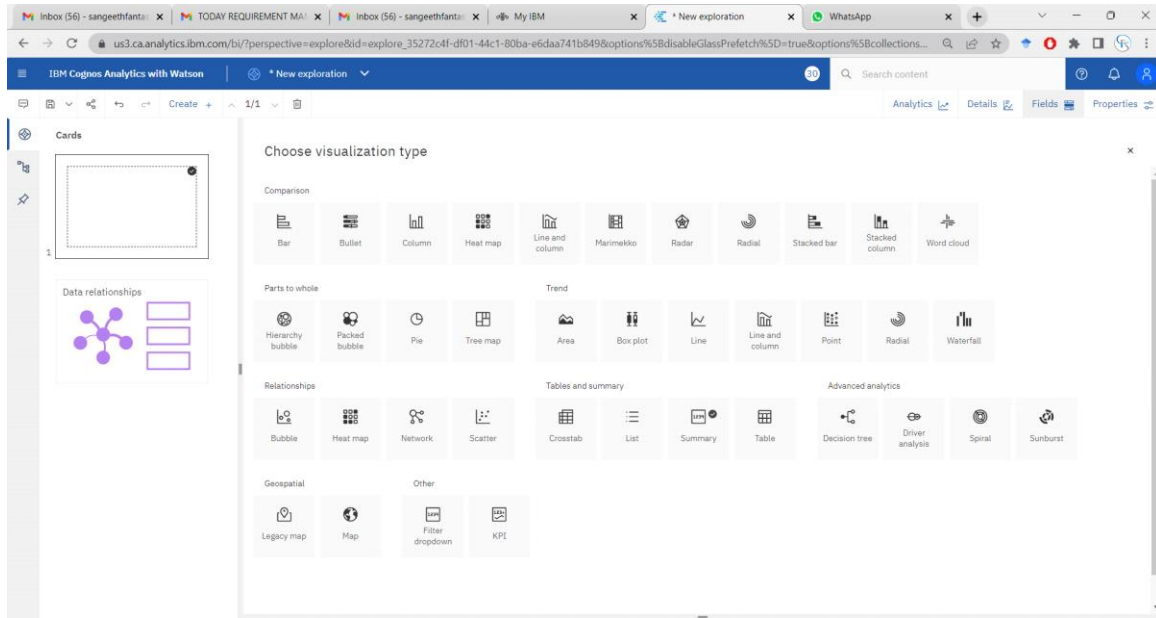 Inbox (56) - sangeethfantas
TODAY REQUIREMENT MAI
Inbox (56) - sangeethfantas
My IBM
* New exploration
WhatsApp
us3.ca.analytics.ibm.com/bi/?perspective=explore&id=explore_35272c4f-df01-44c1-80ba-e6daa741b849&options%5BdisableGlassPrefetch%5D=true&options%5Bcollections...
IBM Cognos Analytics with Watson
* New exploration
30
Search content
Create +
1/1
Analytics
Details
Fields
Properties
Cards
1
Data relationships
Choose visualization type
Comparison
Bar
Bullet
Column
Heat map
Line and
column
Marimekko
Radar
Radial
Stacked bar
Stacked
column
Word cloud
Parts to whole
Hierarchy
bubble
Packed
bubble
Pie
Tree map
Trend
Area
Box plot
Line
Line and
column
Point
Radial
Waterfall
Relationships
Bubble
Heat map
Network
Scatter
Tables and summary
Crosstab
List
Summary
Table
Advanced analytics
Decision tree
Driver
analysis
Spiral
Sunburst
Geospatial
Legacy map
Map
Other
Filter
dropdown
KPI